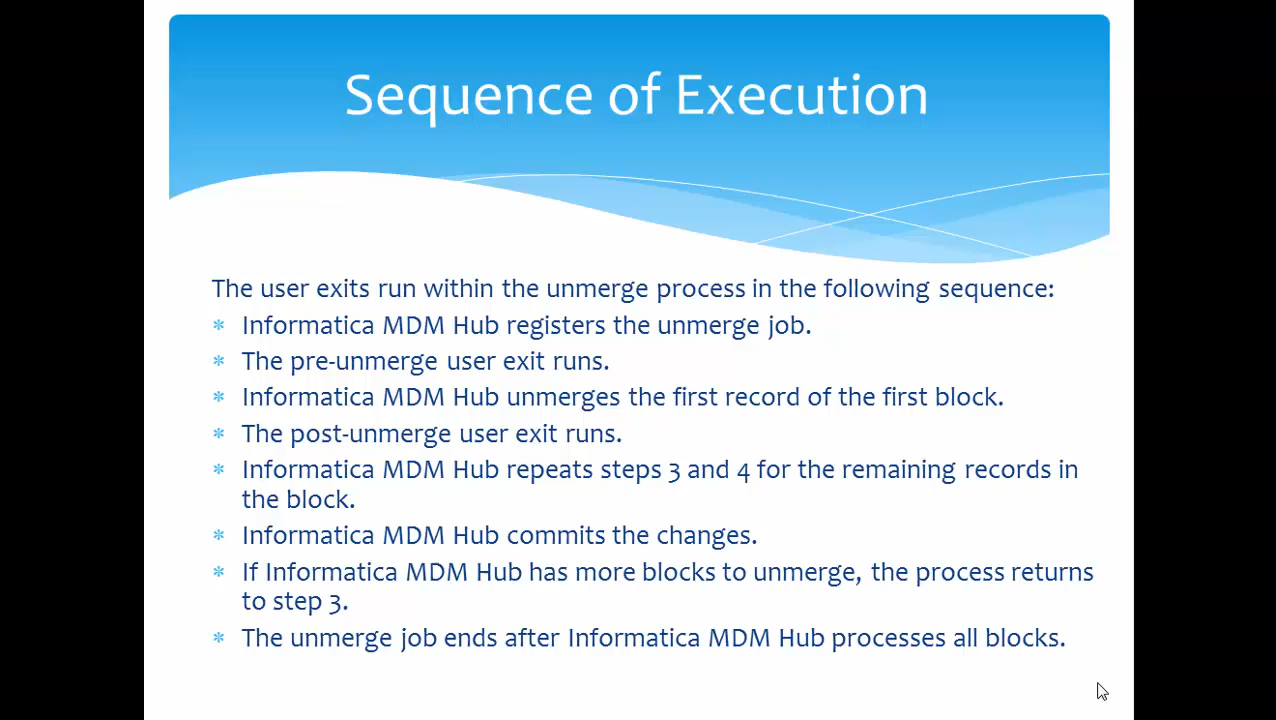 Sequence of Execution
The user exits run within the unmerge process in the following sequence:
* Informatica MDM Hub registers the unmerge job.
* The pre-unmerge user exit runs.
* Informatica MDM Hub unmerges the first record of the first block.
* The post-unmerge user exit runs.
* Informatica MDM Hub repeats steps 3 and 4 for the remaining records in
the block.
* Informatica MDM Hub commits the changes.
* If Informatica MDM Hub has more blocks to unmerge, the process returns
to step 3.
* The unmerge job ends after Informatica MDM Hub processes all blocks.